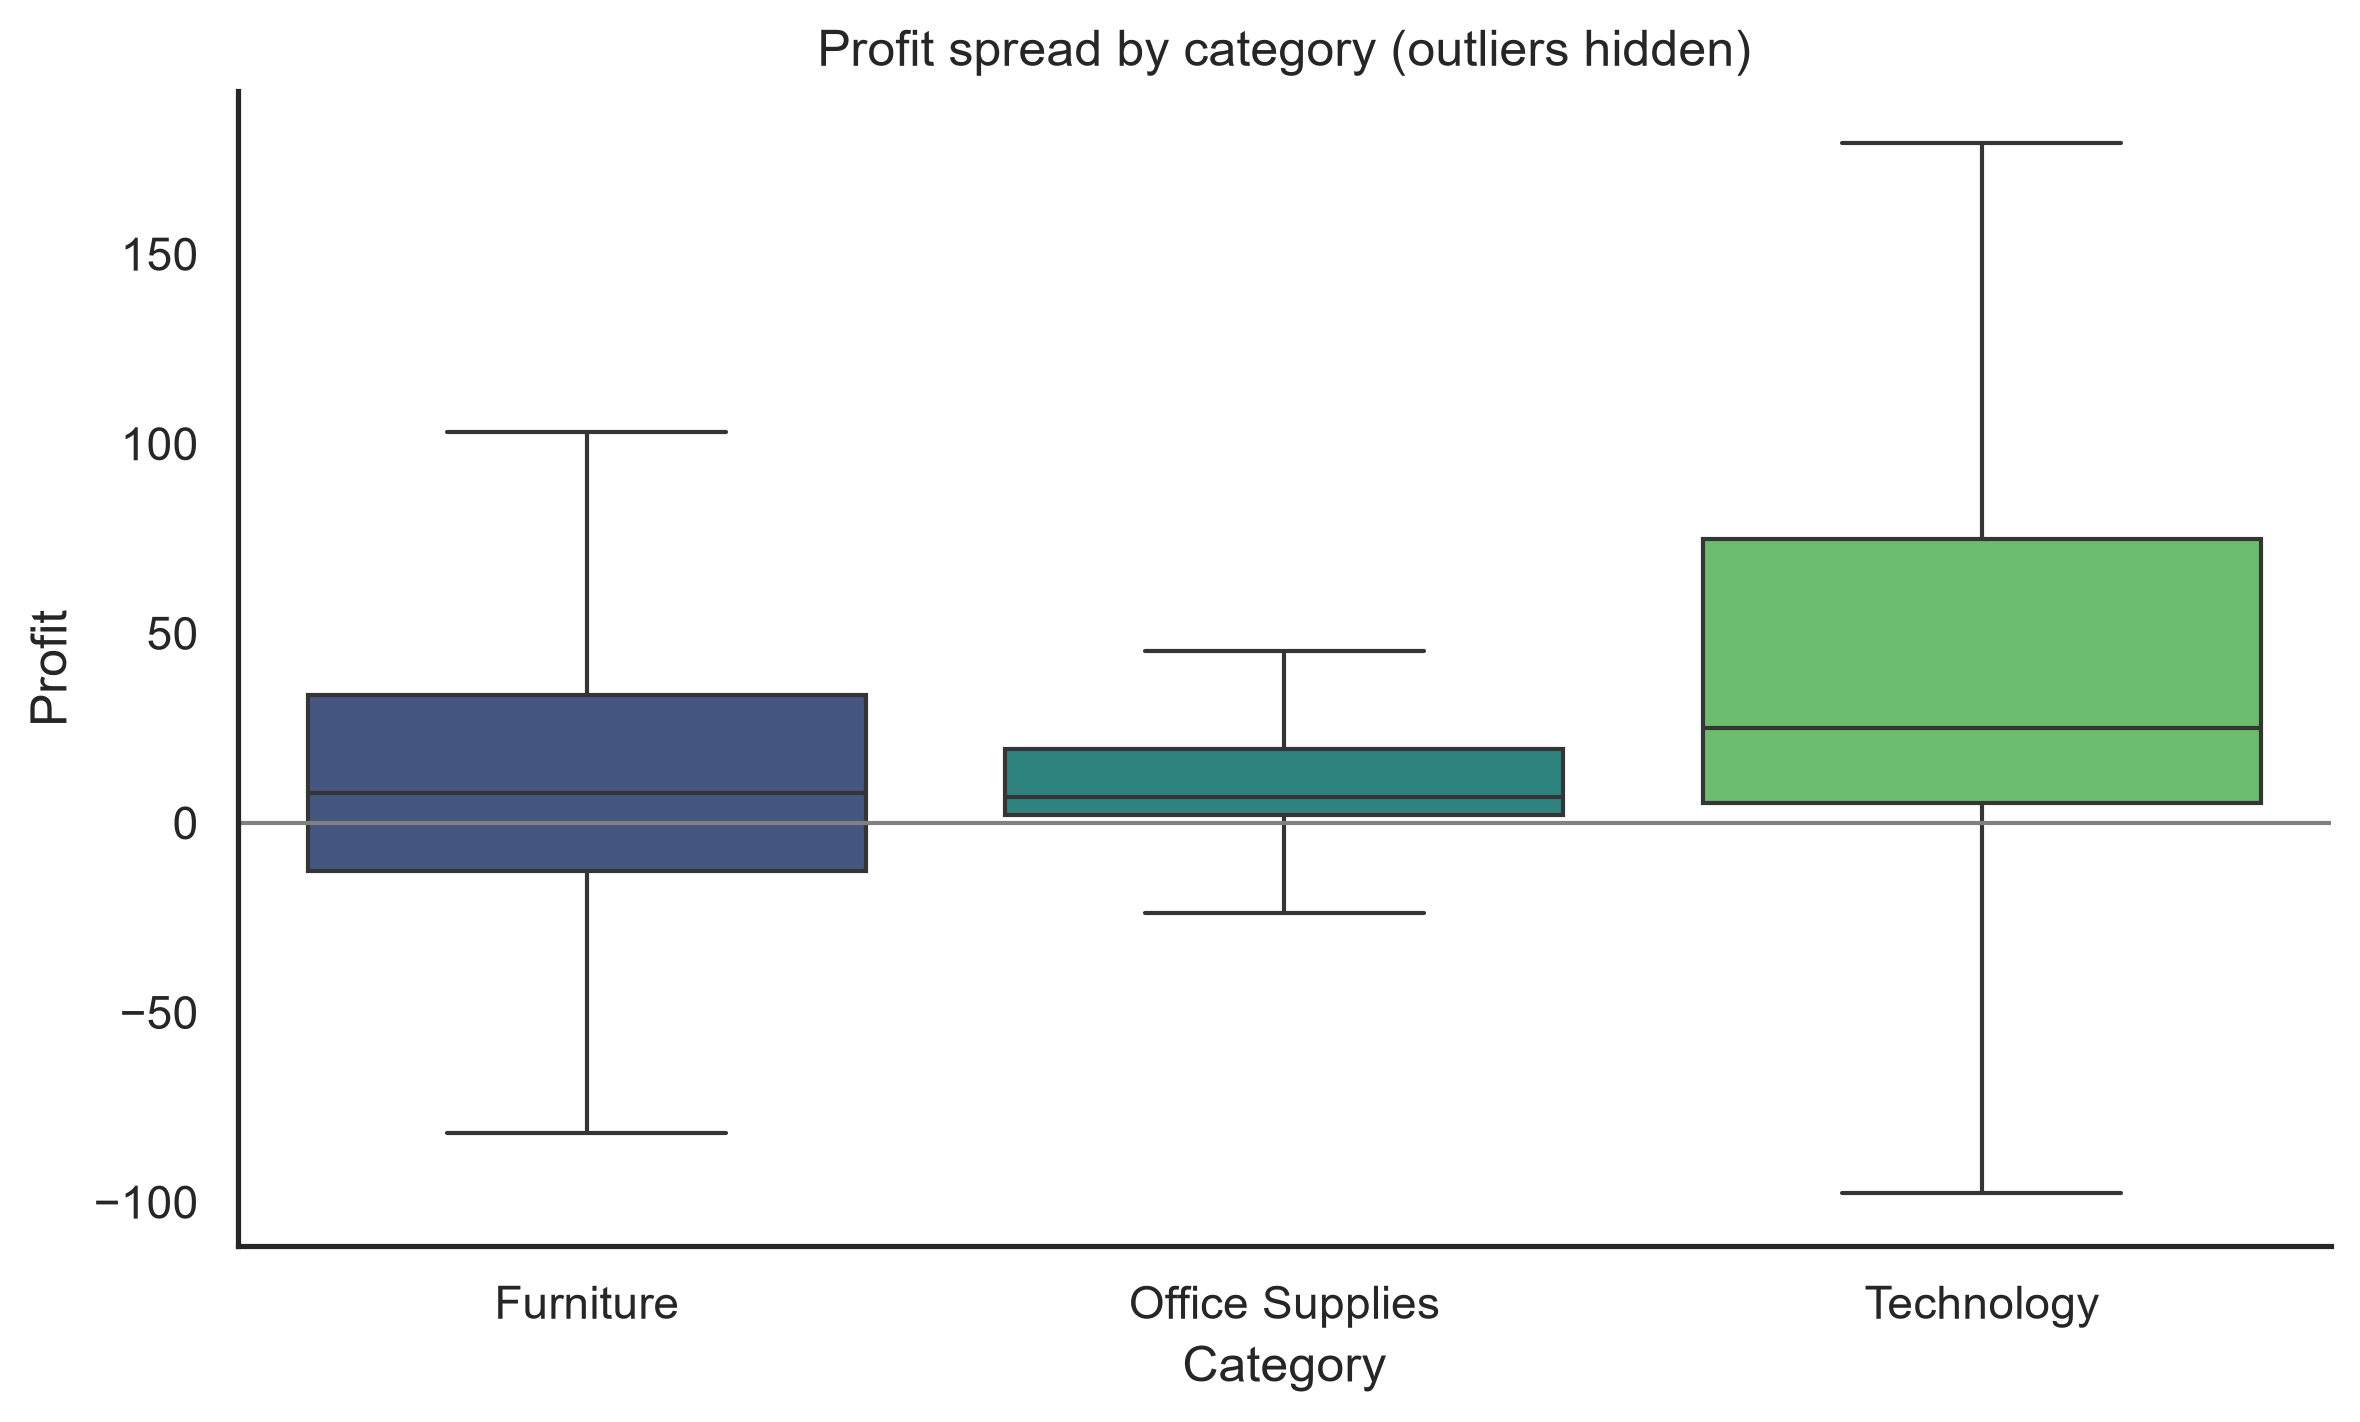 Profit spread by category (outliers hidden)
150
100
50
0
−50
−100
Profit
Furniture
Office Supplies
Technology
Category